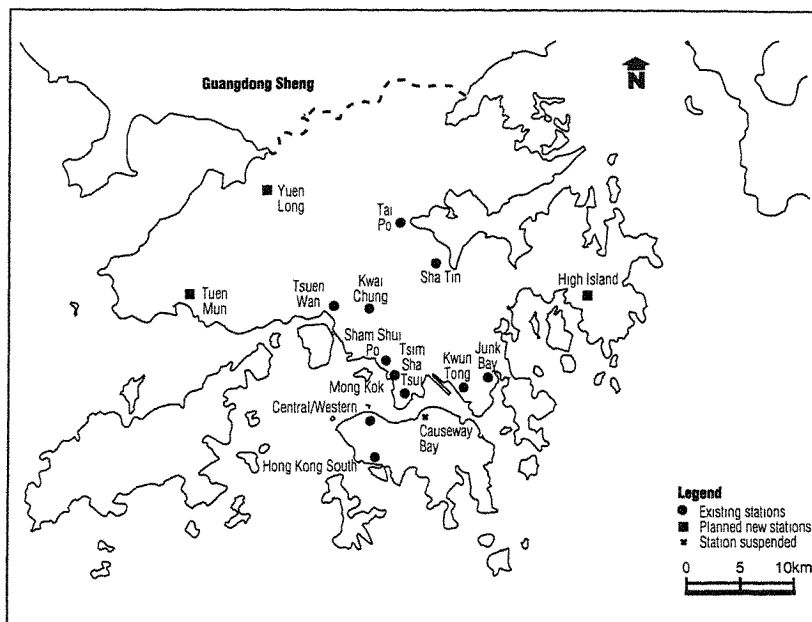 Guangdong Sheng
N
Yuen
Long
Tai
Po
Sha Tin
High Island
Tuen
Mun
Tsuen
Wan
Kwai
Chung
Sham Shui
Po
Tsim
Sha
Tsui
Mong Kok
Kwun
Tong
Junk
Bay
Central/Western
Causeway
Bay
Hong Kong South
Legend
Existing stations
Planned new stations
Station suspended
0 5 10km